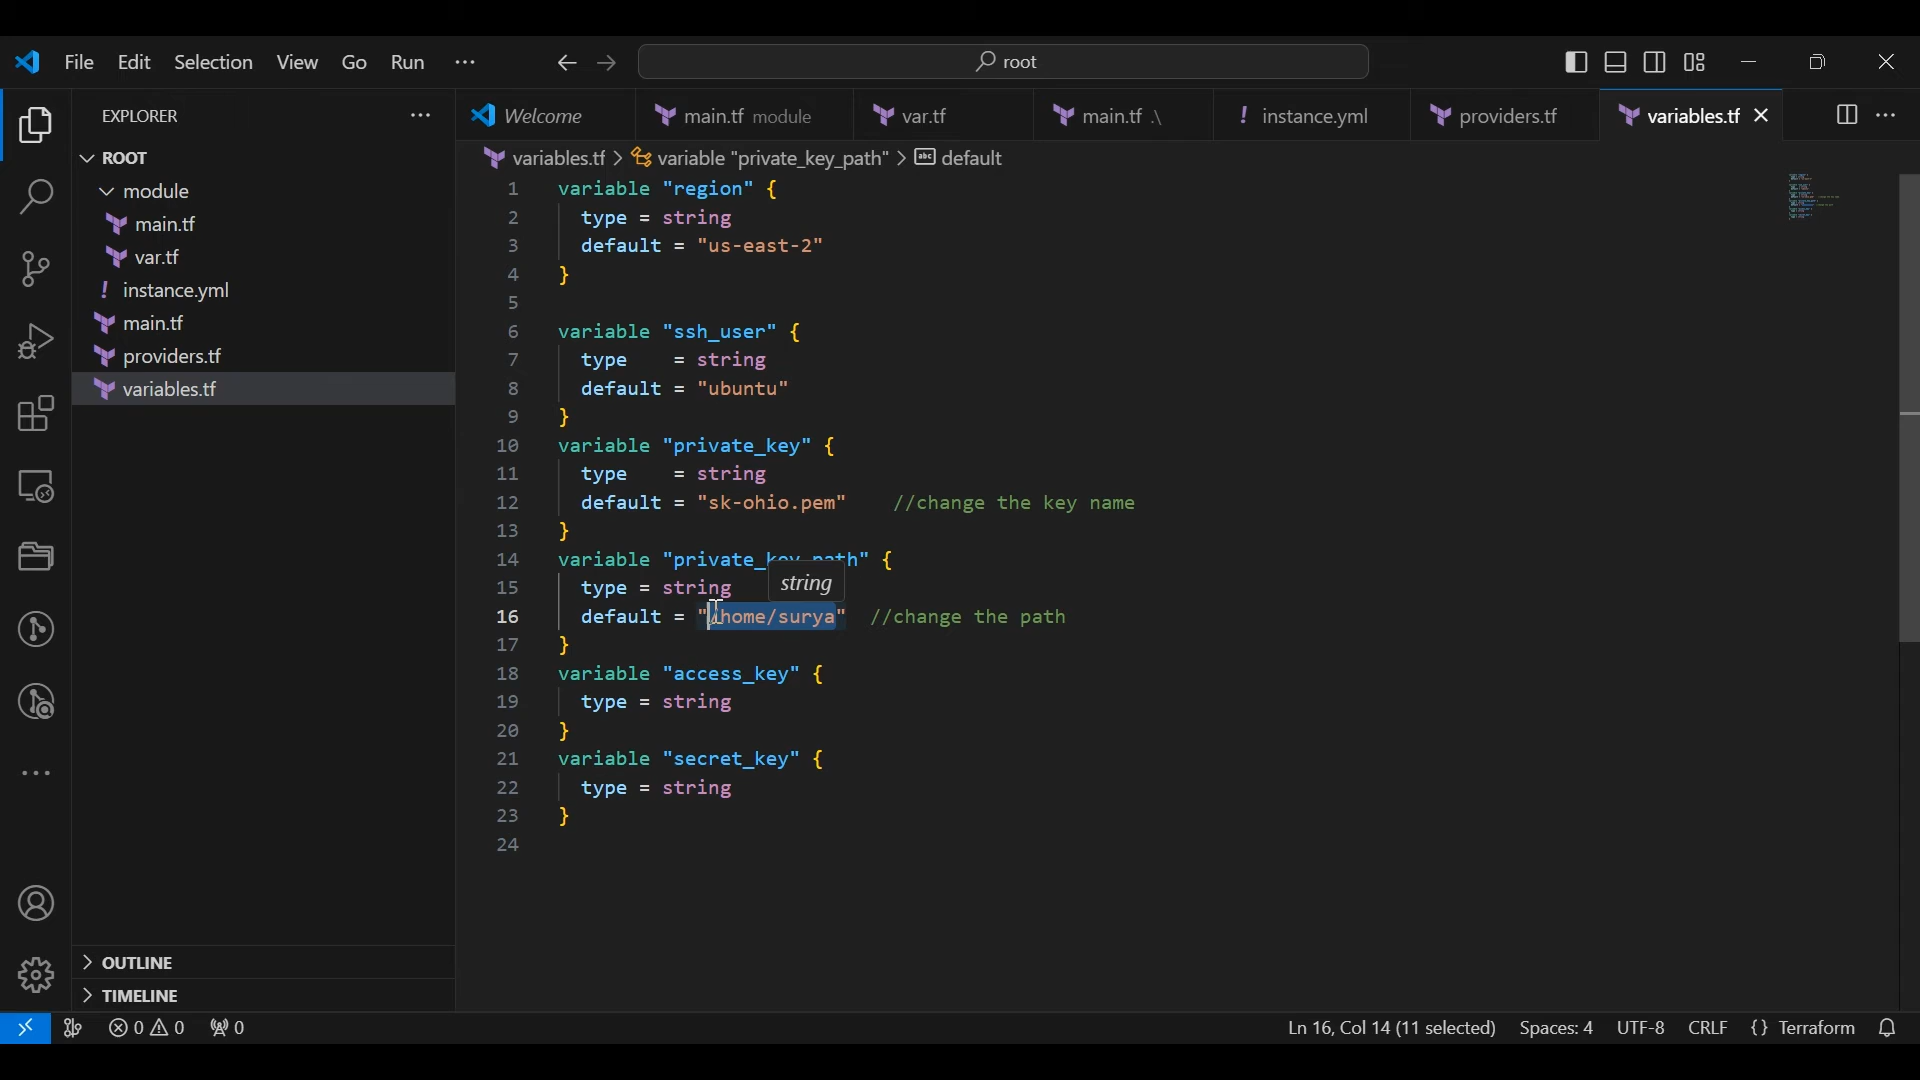 File Edit Selection View Go Run ··· root
EXPLORER ···
Welcome main.tf module var.tf main.tf .\ ! instance.yml providers.tf variables.tf ···
variables.tf > variable "private_key_path" > abc default
ROOT
module
main.tf
var.tf
! instance.yml
main.tf
providers.tf
variables.tf
1 variable "region" {
2 type = string
3 default = "us-east-2"
4 }
5
6 variable "ssh_user" {
7 type    = string
8 default = "ubuntu"
9 }
10 variable "private_key" {
11 type    = string
12 default = "sk-ohio.pem"    //change the key name
13 }
14 variable "private_key_path" {
string
15 type = string
16 default = "/home/surya"  //change the path
17 }
18 variable "access_key" {
19 type = string
20 }
21 variable "secret_key" {
22 type = string
23 }
24
OUTLINE
TIMELINE
0 0 0 Ln 16, Col 14 (11 selected) Spaces: 4 UTF-8 CRLF {} Terraform